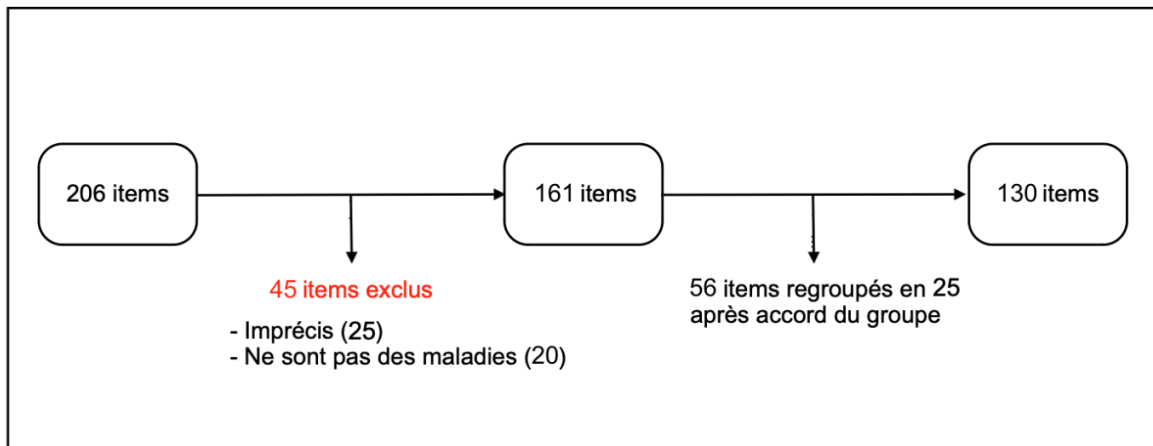 206 items
161 items
130 items
45 items exclus
- Imprécis (25)
- Ne sont pas des maladies (20)
56 items regroupés en 25
après accord du groupe